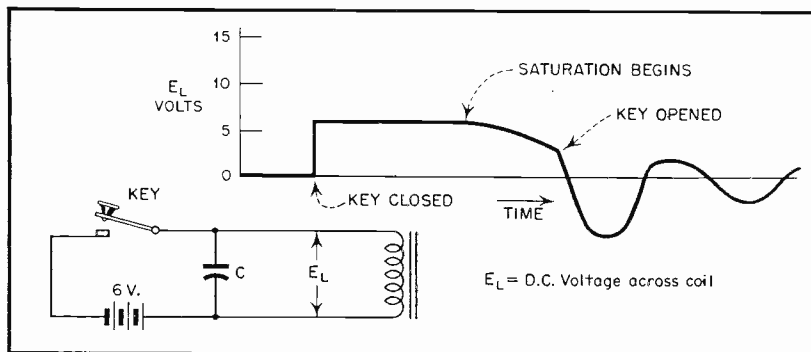 15
10
5
0
E_L
VOLTS
SATURATION BEGINS
KEY OPENED
KEY CLOSED
TIME
KEY
C
E_L
6 V.
E_L = D.C. Voltage across coil